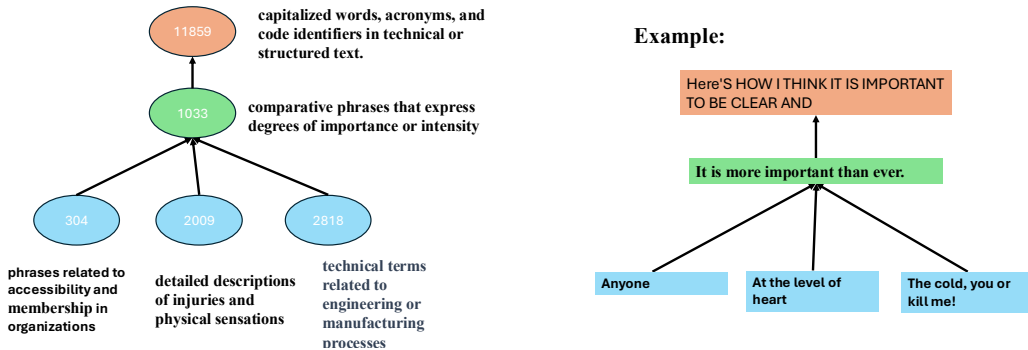 11859
capitalized words, acronyms, and
code identifiers in technical or
structured text.
1033
comparative phrases that express
degrees of importance or intensity
304
2009
2818
phrases related to
accessibility and
membership in
organizations
detailed descriptions
of injuries and
physical sensations
technical terms
related to
engineering or
manufacturing
processes
Example:
Here'S HOW I THINK IT IS IMPORTANT
TO BE CLEAR AND
It is more important than ever.
Anyone
At the level of
heart
The cold, you or
kill me!